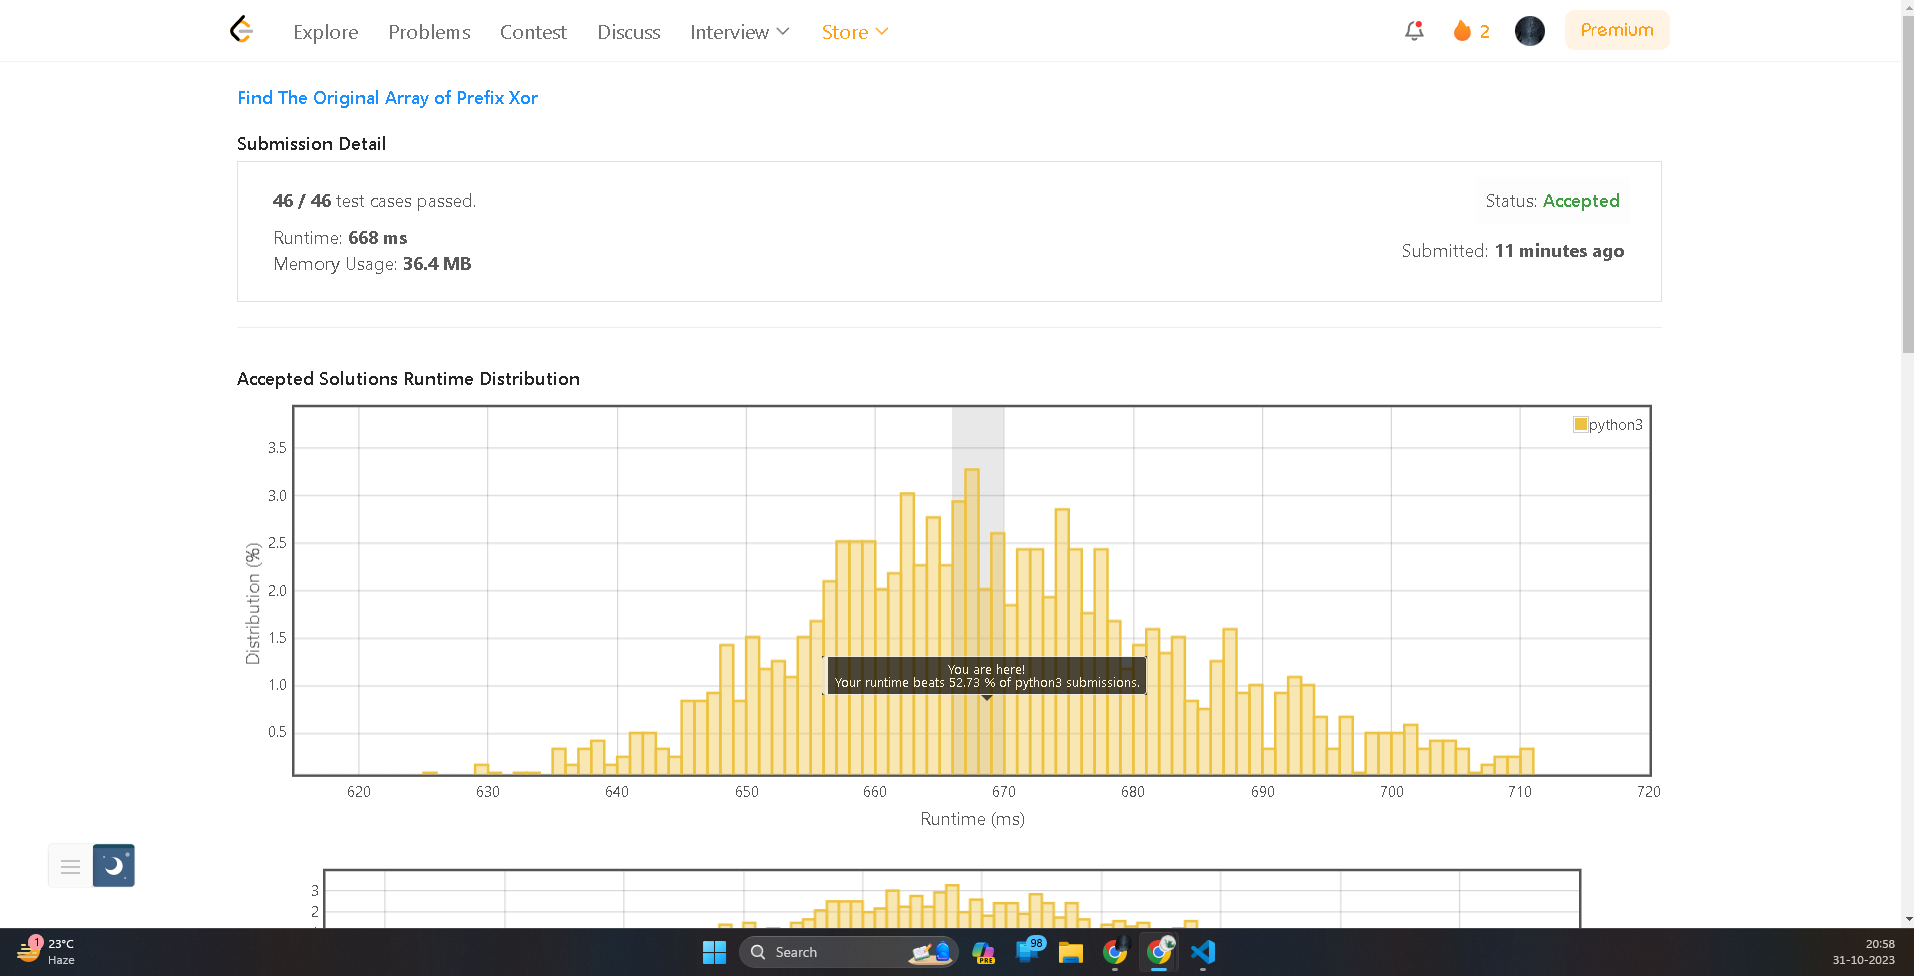 Explore Problems Contest Discuss Interview Store 2 Premium
Find The Original Array of Prefix Xor
Submission Detail
46 / 46 test cases passed.
Status: Accepted
Runtime: 668 ms
Submitted: 11 minutes ago
Memory Usage: 36.4 MB
Accepted Solutions Runtime Distribution
python3
3.5
3.0
2.5
2.0
1.5
1.0
0.5
Distribution (%)
You are here!
Your runtime beats 52.73 % of python3 submissions.
620 630 640 650 660 670 680 690 700 710 720
Runtime (ms)
3
2
1
23°C
Haze
Search
PRE
98
20:58
31-10-2023